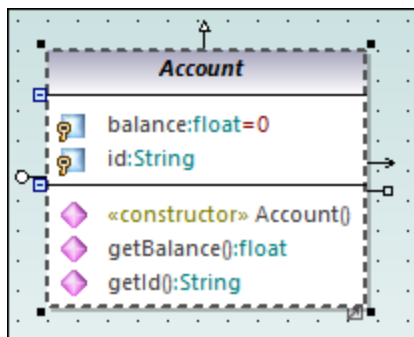 Account
balance:float=0
id:String
«constructor» Account()
getBalance():float
getId():String